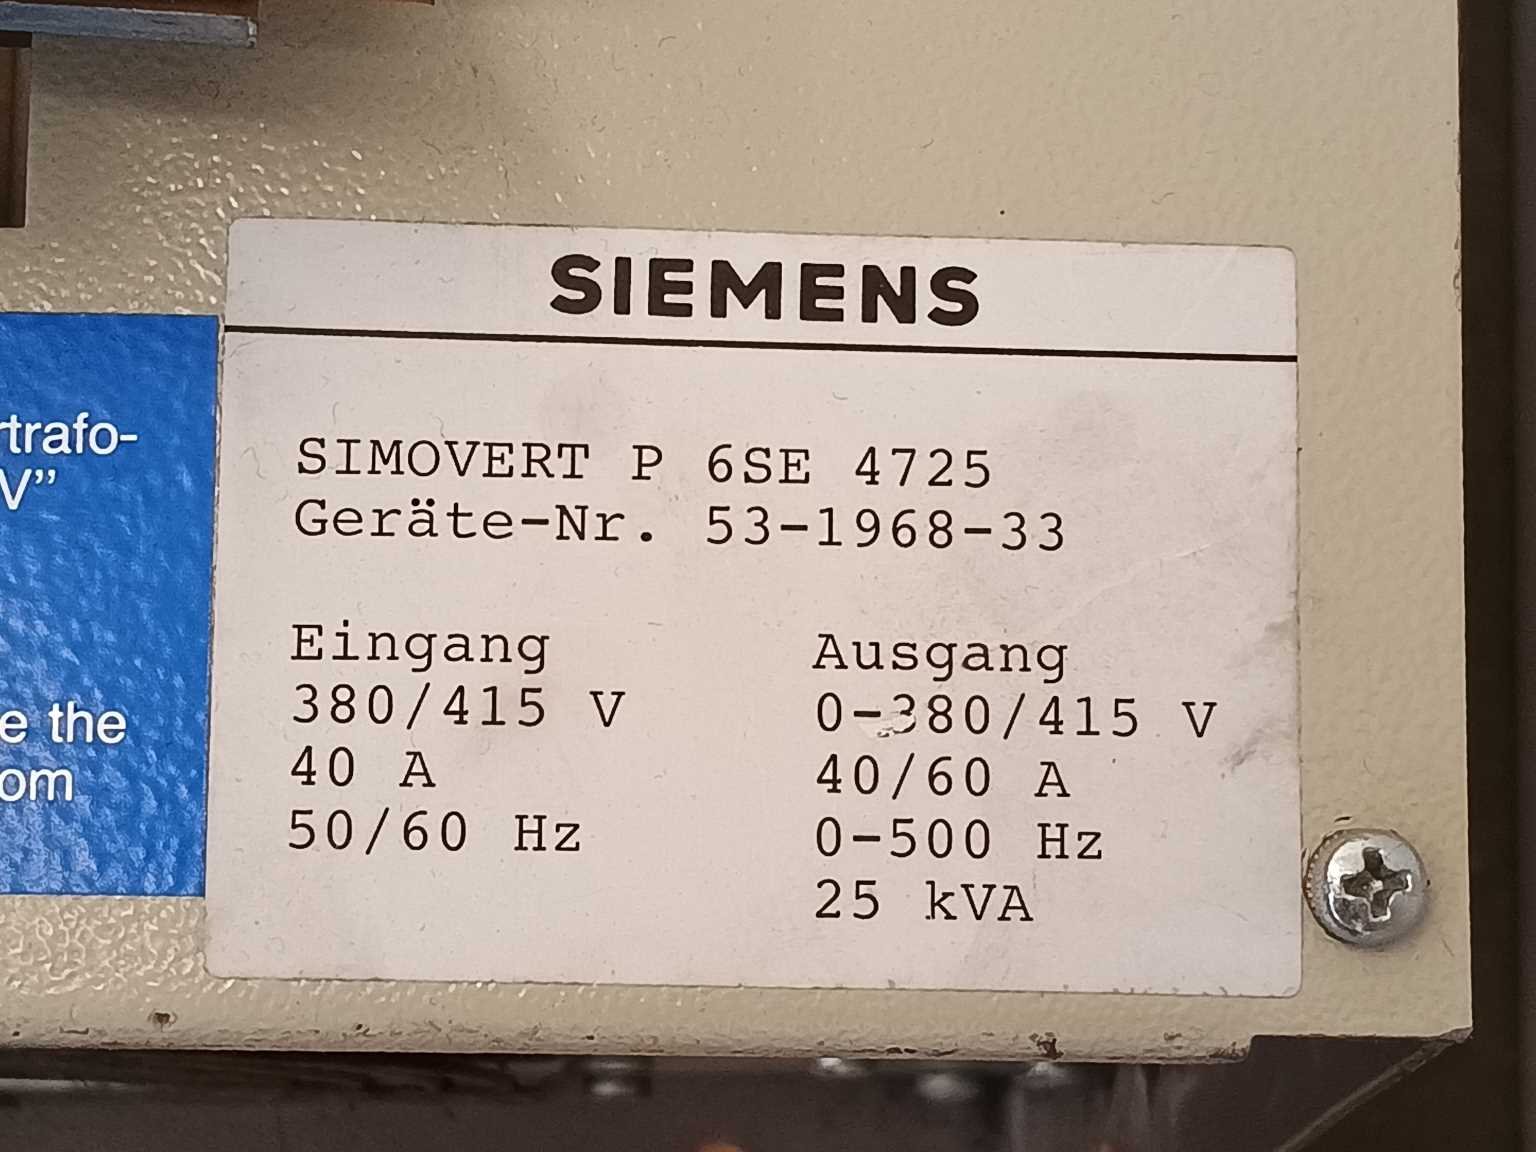 SIEMENS
SIMOVERT P 6SE 4725
Geräte-Nr. 53-1968-33
Eingang
380/415 V
40 A
50/60 Hz
Ausgang
0-380/415 V
40/60 A
0-500 Hz
25 kVA
rtrafo-
V”
e the
om